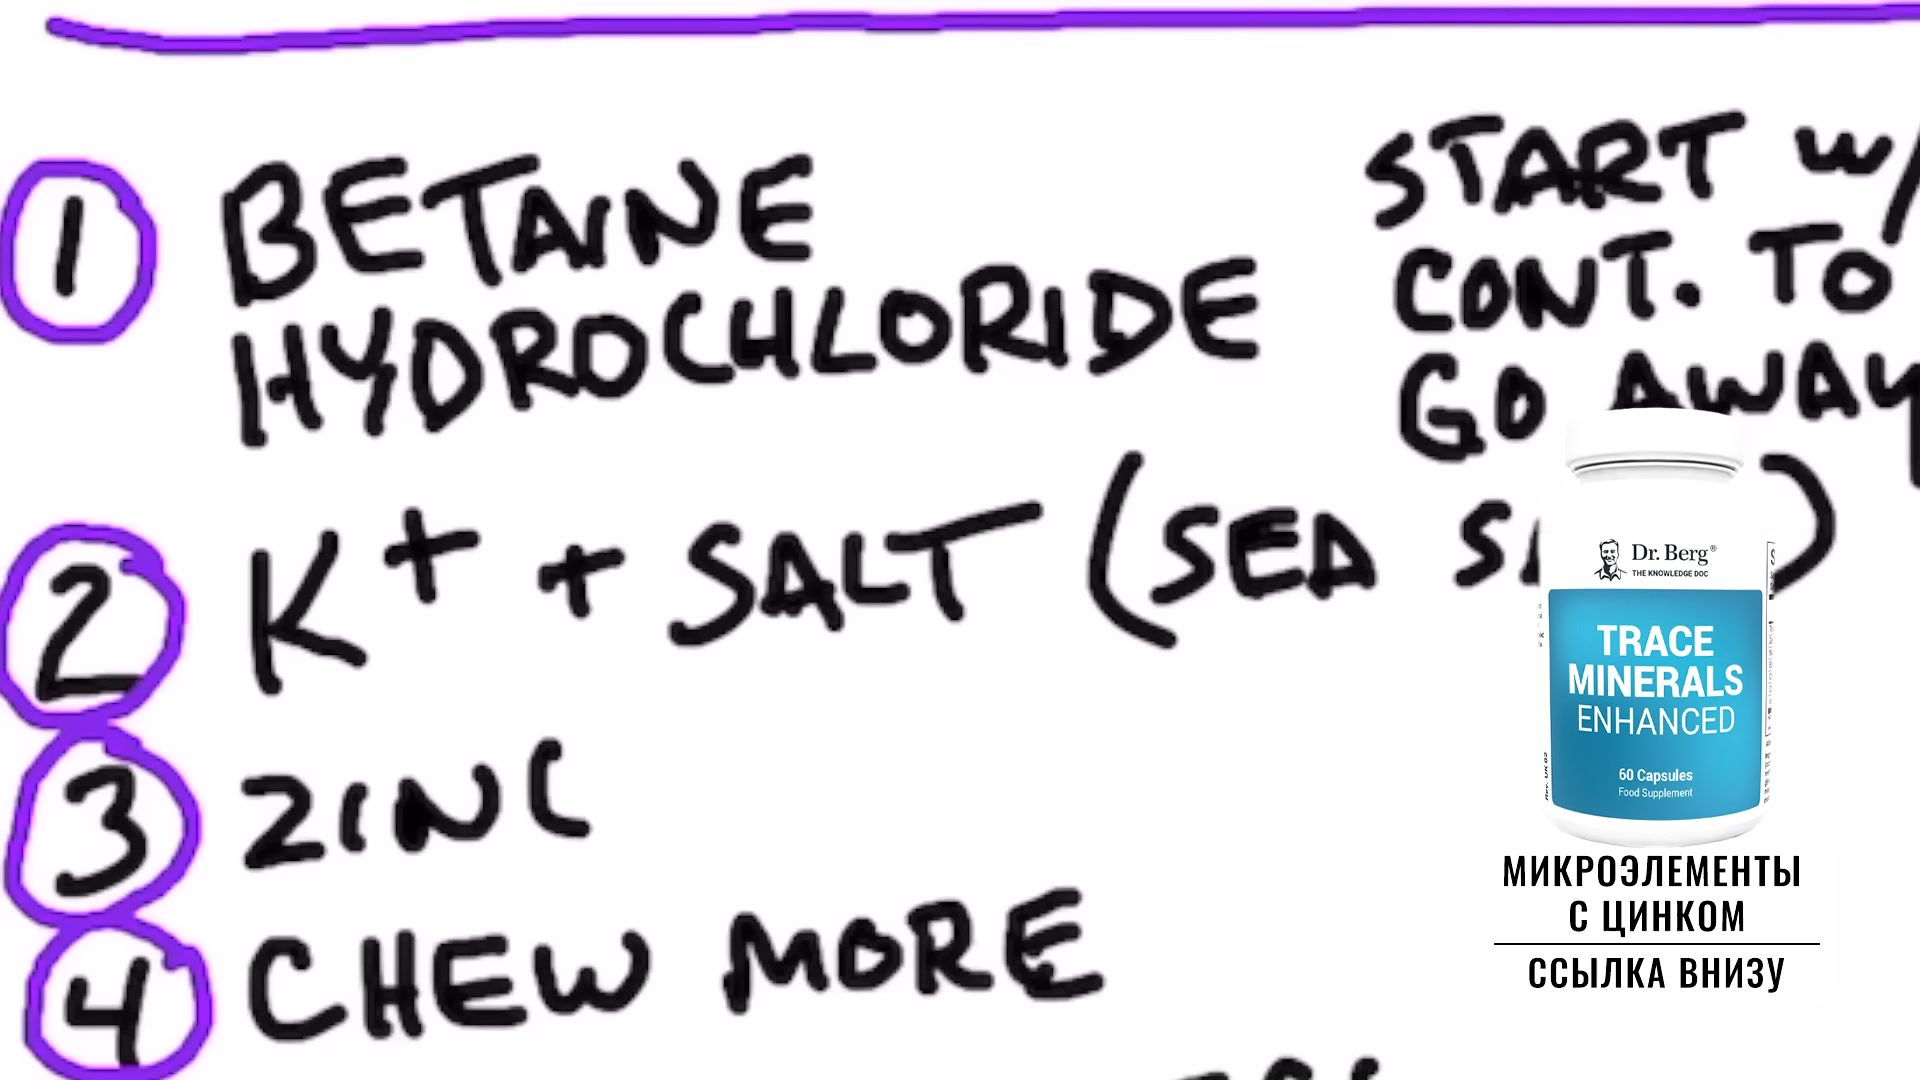 1 BETAINE
HYDROCHLORIDE
START W/
CONT. TO
GO AWAY
2 K+ + SALT (SEA
3 ZINC
4 CHEW MORE
Dr. Berg®
THE KNOWLEDGE DOC
TRACE
MINERALS
ENHANCED
60 Capsules
Food Supplement
МИКРОЭЛЕМЕНТЫ
С ЦИНКОМ
ССЫЛКА ВНИЗУ